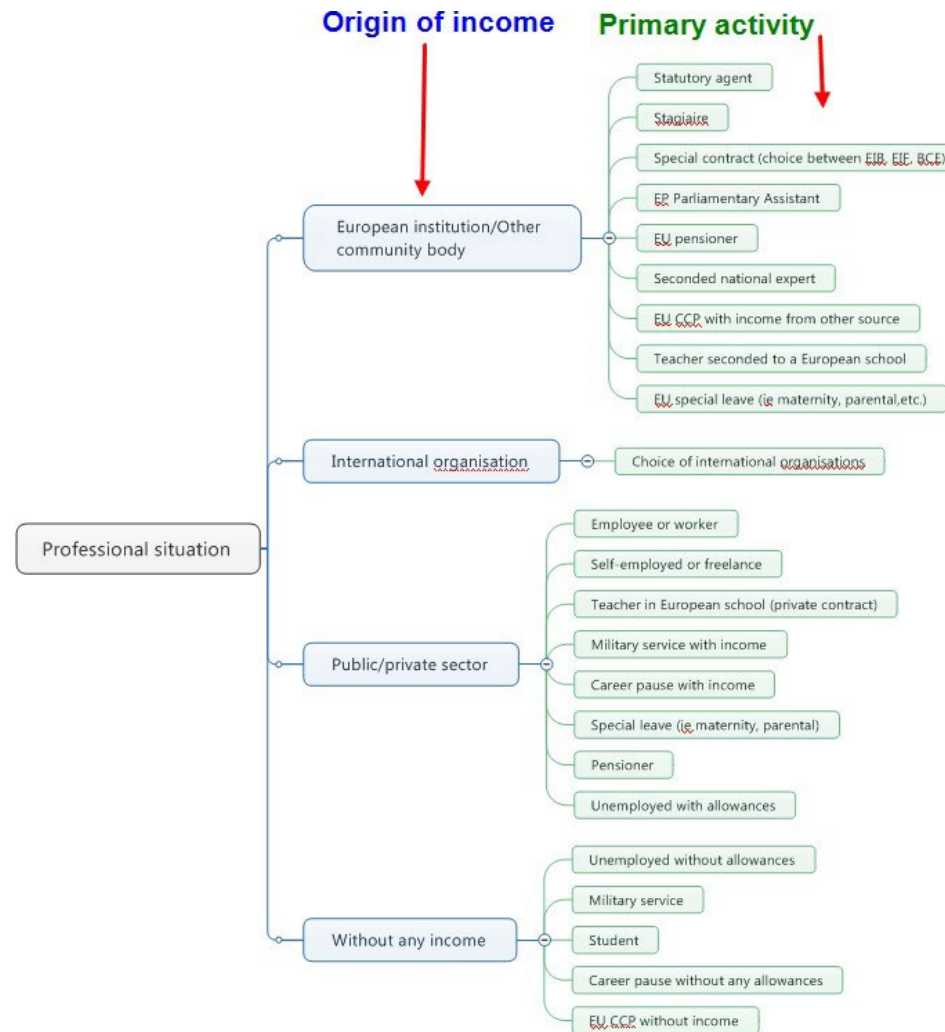 Origin of income
Primary activity
Statutory agent
Stagiaire
Special contract (choice between EIB, EIF, BCE)
EP Parliamentary Assistant
European institution/Other
community body
EU pensioner
Seconded national expert
EU CCP with income from other source
Teacher seconded to a European school
EU special leave (ie maternity, parental,etc.)
International organisation
Choice of international organisations
Professional situation
Employee or worker
Self-employed or freelance
Teacher in European school (private contract)
Military service with income
Public/private sector
Career pause with income
Special leave (ie maternity, parental)
Pensioner
Unemployed with allowances
Unemployed without allowances
Military service
Without any income
Student
Career pause without any allowances
EU CCP without income